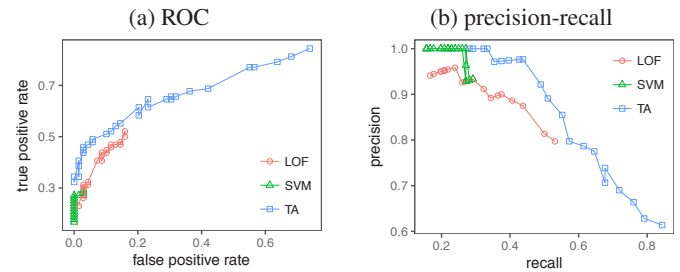 (a) ROC
true positive rate
0.7
0.5
0.3
0.0
0.2
0.4
0.6
false positive rate
LOF
SVM
TA
(b) precision-recall
precision
1.0
0.9
0.8
0.7
0.6
0.2
0.4
0.6
0.8
recall
LOF
SVM
TA